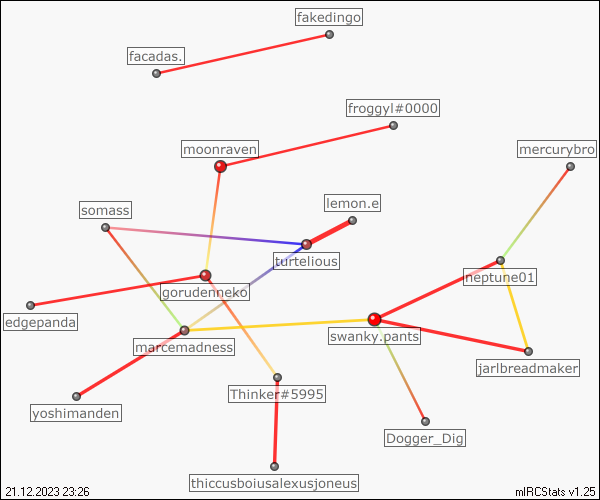 fakedingo
facadas.
froggyl#0000
moonraven
mercurybro
lemon.e
somass
turtelious
neptune01
gorudenneko
edgepanda
swanky.pants
marcemadness
jarlbreadmaker
Thinker#5995
yoshimanden
Dogger_Dig
thiccusboiusalexusjoneus
21.12.2023 23:26
mIRCStats v1.25